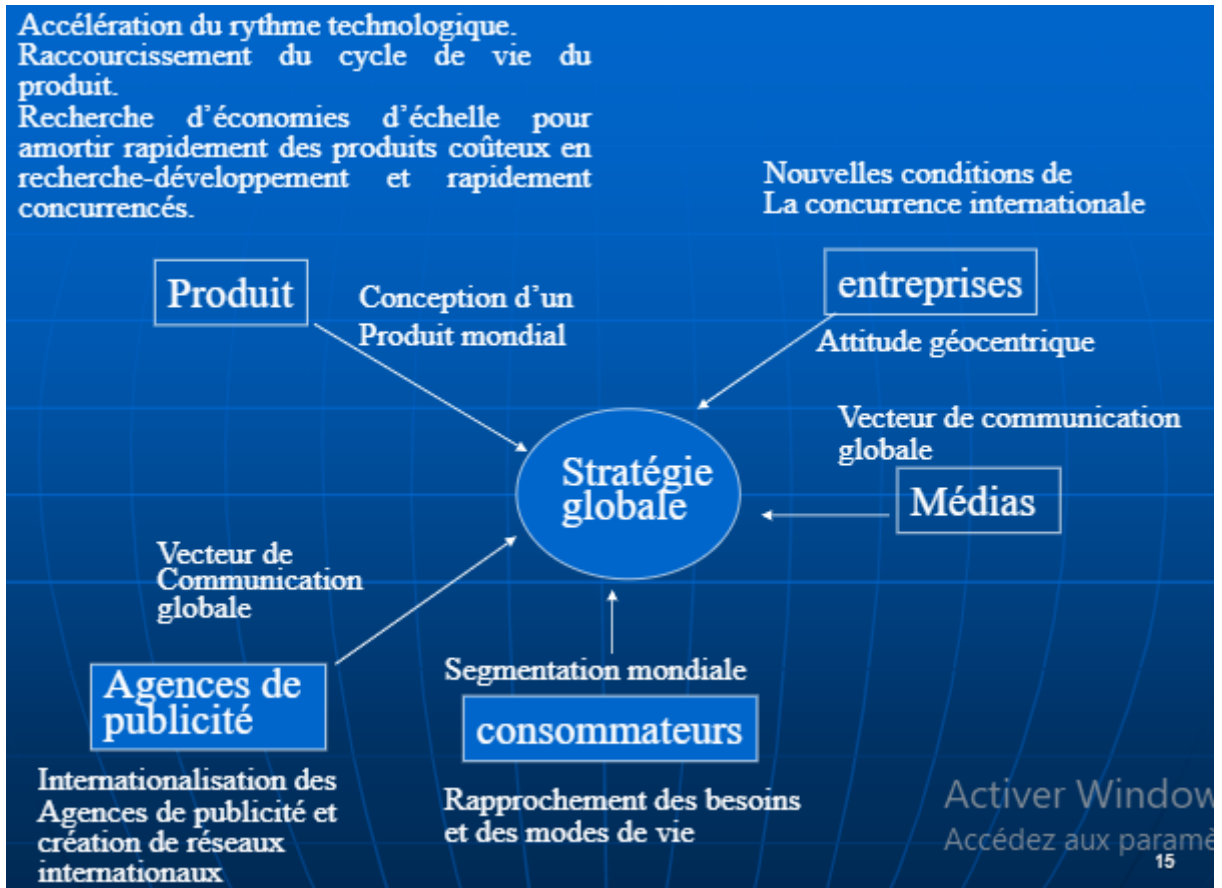 Accélération du rythme technologique.
Raccourcissement du cycle de vie du
produit.
Recherche d'économies d'échelle pour
amortir rapidement des produits coûteux en
recherche-développement et rapidement
concurrencés.
Nouvelles conditions de
La concurrence internationale
Produit
Conception d'un
Produit mondial
entreprises
Attitude géocentrique
Vecteur de communication
globale
Médias
Stratégie
globale
Vecteur de
Communication
globale
Agences de
publicité
Internationalisation des
Agences de publicité et
création de réseaux
internationaux
Segmentation mondiale
consommateurs
Rapprochement des besoins
et des modes de vie
Activer Window
Accédez aux paramè
15